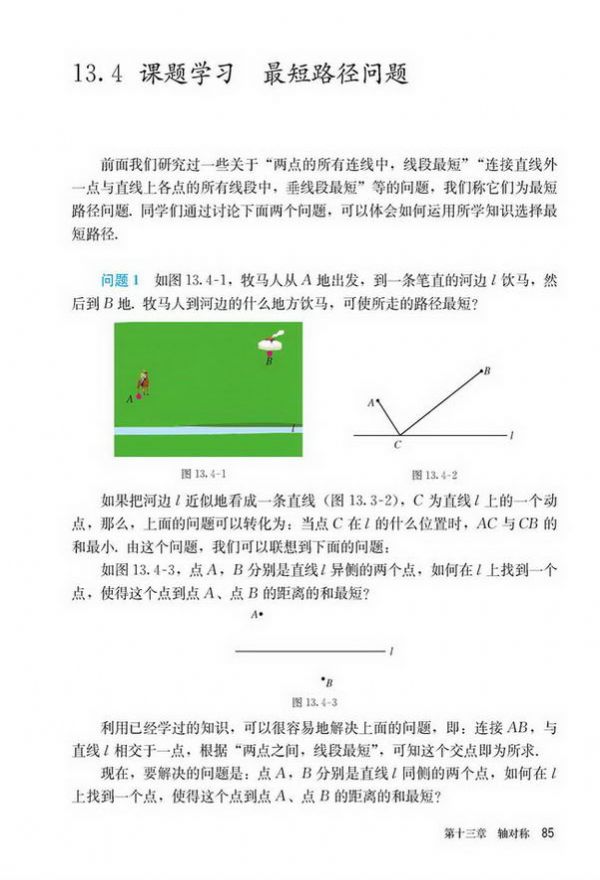 13.4 课题学习 最短路径问题
前面我们研究过一些关于“两点的所有连线中，线段最短”“连接直线外
一点与直线上各点的所有线段中，垂线段最短”等的问题，我们称它们为最短
路径问题. 同学们通过讨论下面两个问题，可以体会如何运用所学知识选择最
短路径.
问题1 如图 13.4-1，牧马人从 A 地出发，到一条笔直的河边 l 饮马，然
后到 B 地. 牧马人到河边的什么地方饮马，可使所走的路径最短？
A
B
l
A
B
C
l
图 13.4-1
图 13.4-2
如果把河边 l 近似地看成一条直线（图 13.3-2），C 为直线 l 上的一个动
点，那么，上面的问题可以转化为：当点 C 在 l 的什么位置时，AC 与 CB 的
和最小. 由这个问题，我们可以联想到下面的问题：
如图 13.4-3，点 A，B 分别是直线 l 异侧的两个点，如何在 l 上找到一个
点，使得这个点到点 A、点 B 的距离的和最短？
A
l
B
图 13.4-3
利用已经学过的知识，可以很容易地解决上面的问题，即：连接 AB，与
直线 l 相交于一点，根据“两点之间，线段最短”，可知这个交点即为所求.
现在，要解决的问题是：点 A，B 分别是直线 l 同侧的两个点，如何在 l
上找到一个点，使得这个点到点 A、点 B 的距离的和最短？
第十三章 轴对称 85